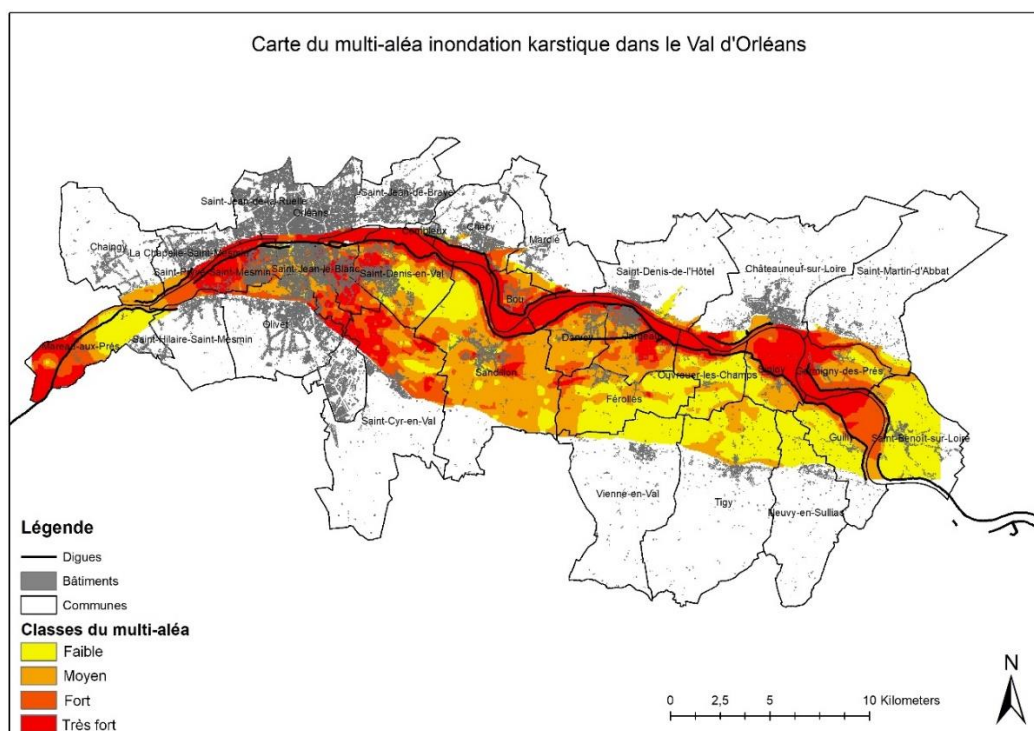 Carte du multi-aléa inondation karstique dans le Val d'Orléans
Saint-Jean-de-la-Ruelle
Saint-Jean-de-Braye
Orléans
Chaingy
La Chapelle-Saint-Mesmin
Combleux
Chécy
Mardié
Saint-Denis-de-l'Hôtel
Châteauneuf-sur-Loire
Saint-Martin-d'Abbat
Saint-Jean-le-Blanc
Saint-Denis-en-Val
Bou
Olivet
Saint-Hilaire-Saint-Mesmin
Mareau-aux-Prés
Darvoy
Jargeau
Sandillon
Férolles
Ouvrouer-les-Champs
Sigloy
Germigny-des-Prés
Saint-Cyr-en-Val
Guilly
Saint-Benoît-sur-Loire
Vienne-en-Val
Tigy
Neuvy-en-Sullias
Légende
Digues
Bâtiments
Communes
Classes du multi-aléa
Faible
Moyen
Fort
Très fort
0 2,5 5 10 Kilometers
N